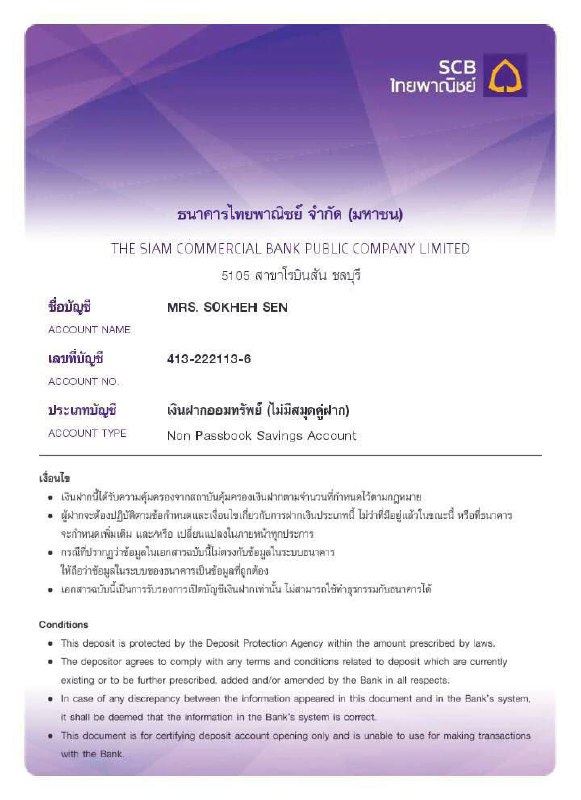 SCB
ไทยพาณิชย์
ธนาคารไทยพาณิชย์ จำกัด (มหาชน)
THE SIAM COMMERCIAL BANK PUBLIC COMPANY LIMITED
5105 สาขาโรบินสัน ชลบุรี
ชื่อบัญชี MRS. SOKHEH SEN
ACCOUNT NAME
เลขที่บัญชี 413-222113-6
ACCOUNT NO.
ประเภทบัญชี เงินฝากออมทรัพย์ (ไม่มีสมุดคู่ฝาก)
ACCOUNT TYPE Non Passbook Savings Account
เงื่อนไข
● เงินฝากนี้ได้รับความคุ้มครองจากสถาบันคุ้มครองเงินฝากตามจำนวนที่กำหนดไว้ตามกฎหมาย
● ผู้ฝากจะต้องปฏิบัติตามข้อกำหนดและเงื่อนไขเกี่ยวกับการฝากเงินประเภทนี้ ไม่ว่าที่มีอยู่แล้วในขณะนี้ หรือที่ธนาคาร
จะกำหนดเพิ่มเติม และ/หรือ เปลี่ยนแปลงในภายหน้าทุกประการ
● กรณีที่ปรากฏว่าข้อมูลในเอกสารฉบับนี้ไม่ตรงกับข้อมูลในระบบธนาคาร
ให้ถือว่าข้อมูลในระบบของธนาคารเป็นข้อมูลที่ถูกต้อง
● เอกสารฉบับนี้เป็นการรับรองการเปิดบัญชีเงินฝากเท่านั้น ไม่สามารถใช้ทำธุรกรรมกับธนาคารได้
Conditions
● This deposit is protected by the Deposit Protection Agency within the amount prescribed by laws.
● The depositor agrees to comply with any terms and conditions related to deposit which are currently
existing or to be further prescribed, added and/or amended by the Bank in all respects.
● In case of any discrepancy between the information appeared in this document and in the Bank's system,
it shall be deemed that the information in the Bank's system is correct.
● This document is for certifying deposit account opening only and is unable to use for making transactions
with the Bank.